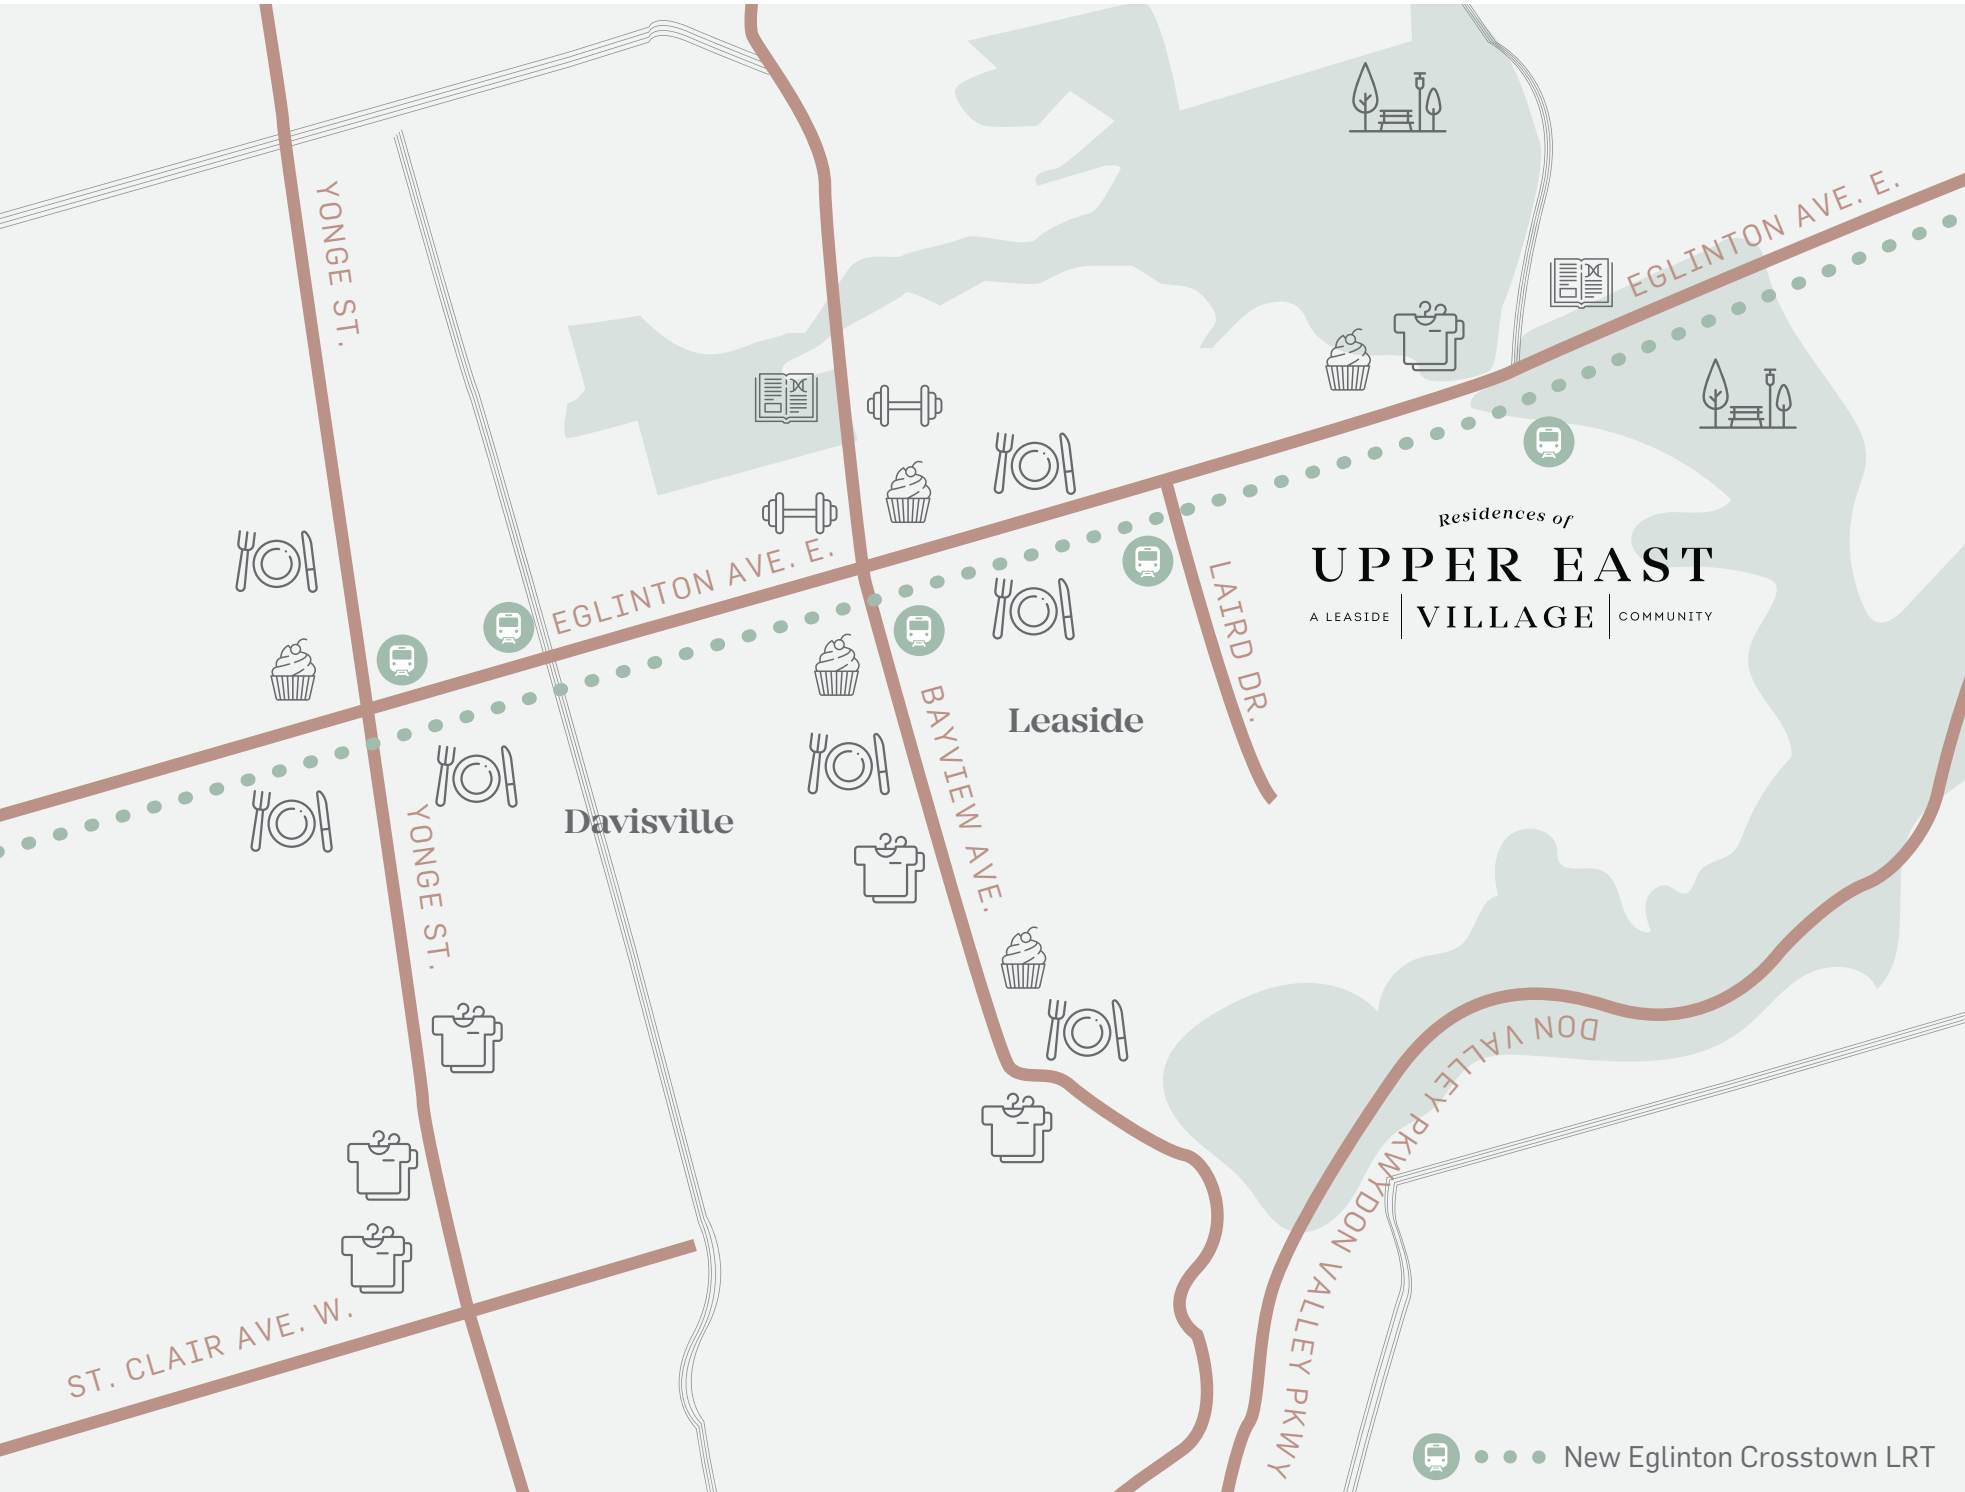 YONGE ST.
EGLINTON AVE. E.
EGLINTON AVE. E.
Residences of
UPPER EAST
A LEASIDE
VILLAGE
COMMUNITY
LAIRD DR.
Leaside
BAYVIEW AVE.
Davisville
YONGE ST.
DON VALLEY PKWY
DON VALLEY PKWY
ST. CLAIR AVE. W.
New Eglinton Crosstown LRT